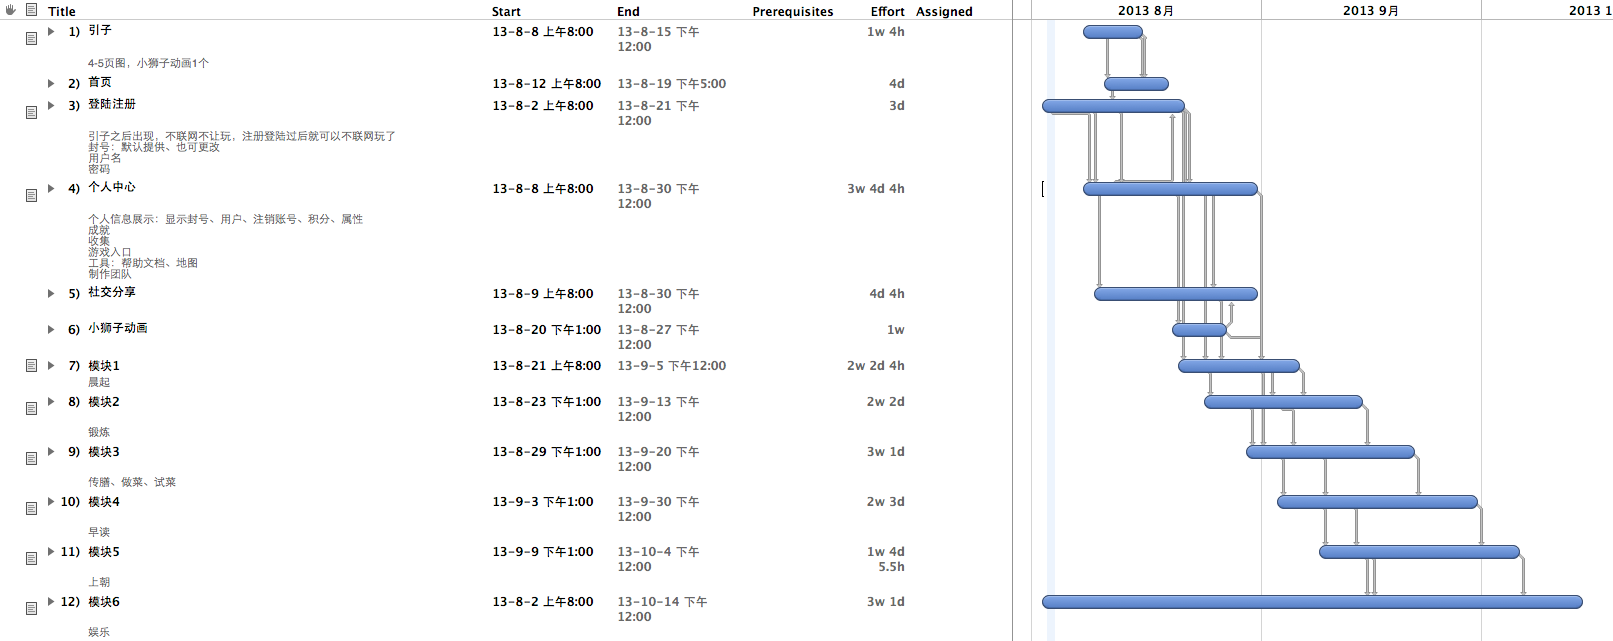 Title Start End Prerequisites Effort Assigned 2013 8月 2013 9月 2013 1
1) 引子 13-8-8 上午8:00 13-8-15 下午 1w 4h
12:00
4-5页图，小狮子动画1个
2) 首页 13-8-12 上午8:00 13-8-19 下午5:00 4d
3) 登陆注册 13-8-2 上午8:00 13-8-21 下午 3d
12:00
引子之后出现，不联网不让玩，注册登陆过后就可以不联网玩了
封号：默认提供、也可更改
用户名
密码
4) 个人中心 13-8-8 上午8:00 13-8-30 下午 3w 4d 4h
12:00
个人信息展示：显示封号、用户、注销账号、积分、属性
成就
收集
游戏入口
工具：帮助文档、地图
制作团队
5) 社交分享 13-8-9 上午8:00 13-8-30 下午 4d 4h
12:00
6) 小狮子动画 13-8-20 下午1:00 13-8-27 下午 1w
12:00
7) 模块1 13-8-21 上午8:00 13-9-5 下午12:00 2w 2d 4h
晨起
8) 模块2 13-8-23 下午1:00 13-9-13 下午 2w 2d
12:00
锻炼
9) 模块3 13-8-29 下午1:00 13-9-20 下午 3w 1d
12:00
传膳、做菜、试菜
10) 模块4 13-9-3 下午1:00 13-9-30 下午 2w 3d
12:00
早读
11) 模块5 13-9-9 下午1:00 13-10-4 下午 1w 4d
12:00 5.5h
上朝
12) 模块6 13-8-2 上午8:00 13-10-14 下午 3w 1d
12:00
娱乐